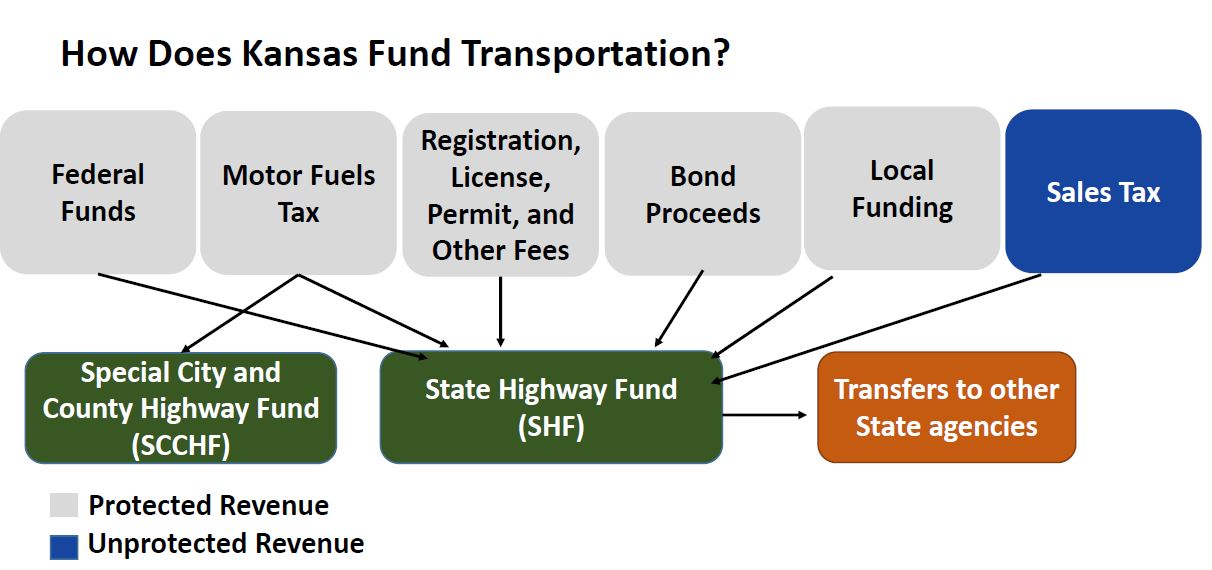 How Does Kansas Fund Transportation?
Federal
Funds
Motor Fuels
Tax
Registration,
License,
Permit, and
Other Fees
Bond
Proceeds
Local
Funding
Sales Tax
Special City and
County Highway Fund
(SCCHF)
State Highway Fund
(SHF)
Transfers to other
State agencies
Protected Revenue
Unprotected Revenue